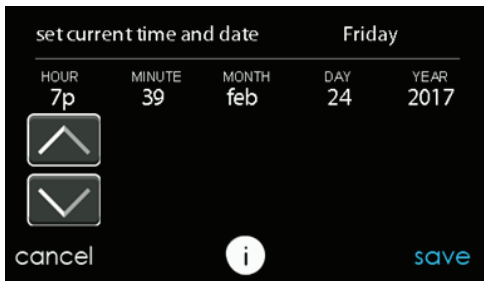 set current time and date Friday
HOUR MINUTE MONTH DAY YEAR
7p 39 feb 24 2017
cancel i save